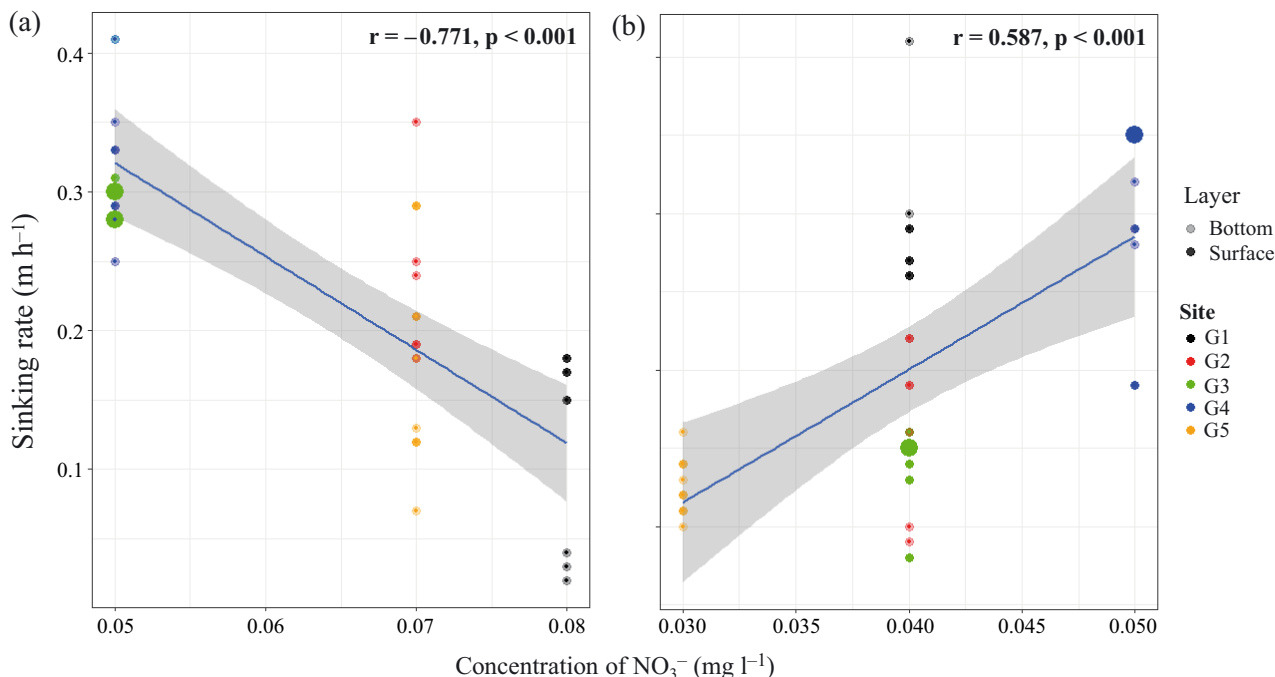 (a)
r = –0.771, p < 0.001
(b)
r = 0.587, p < 0.001
0.4
0.3
0.2
0.1
Sinking rate (m h⁻¹)
0.05
0.06
0.07
0.08
0.030
0.035
0.040
0.045
0.050
Concentration of NO₃⁻ (mg l⁻¹)
Layer
Bottom
Surface
Site
G1
G2
G3
G4
G5